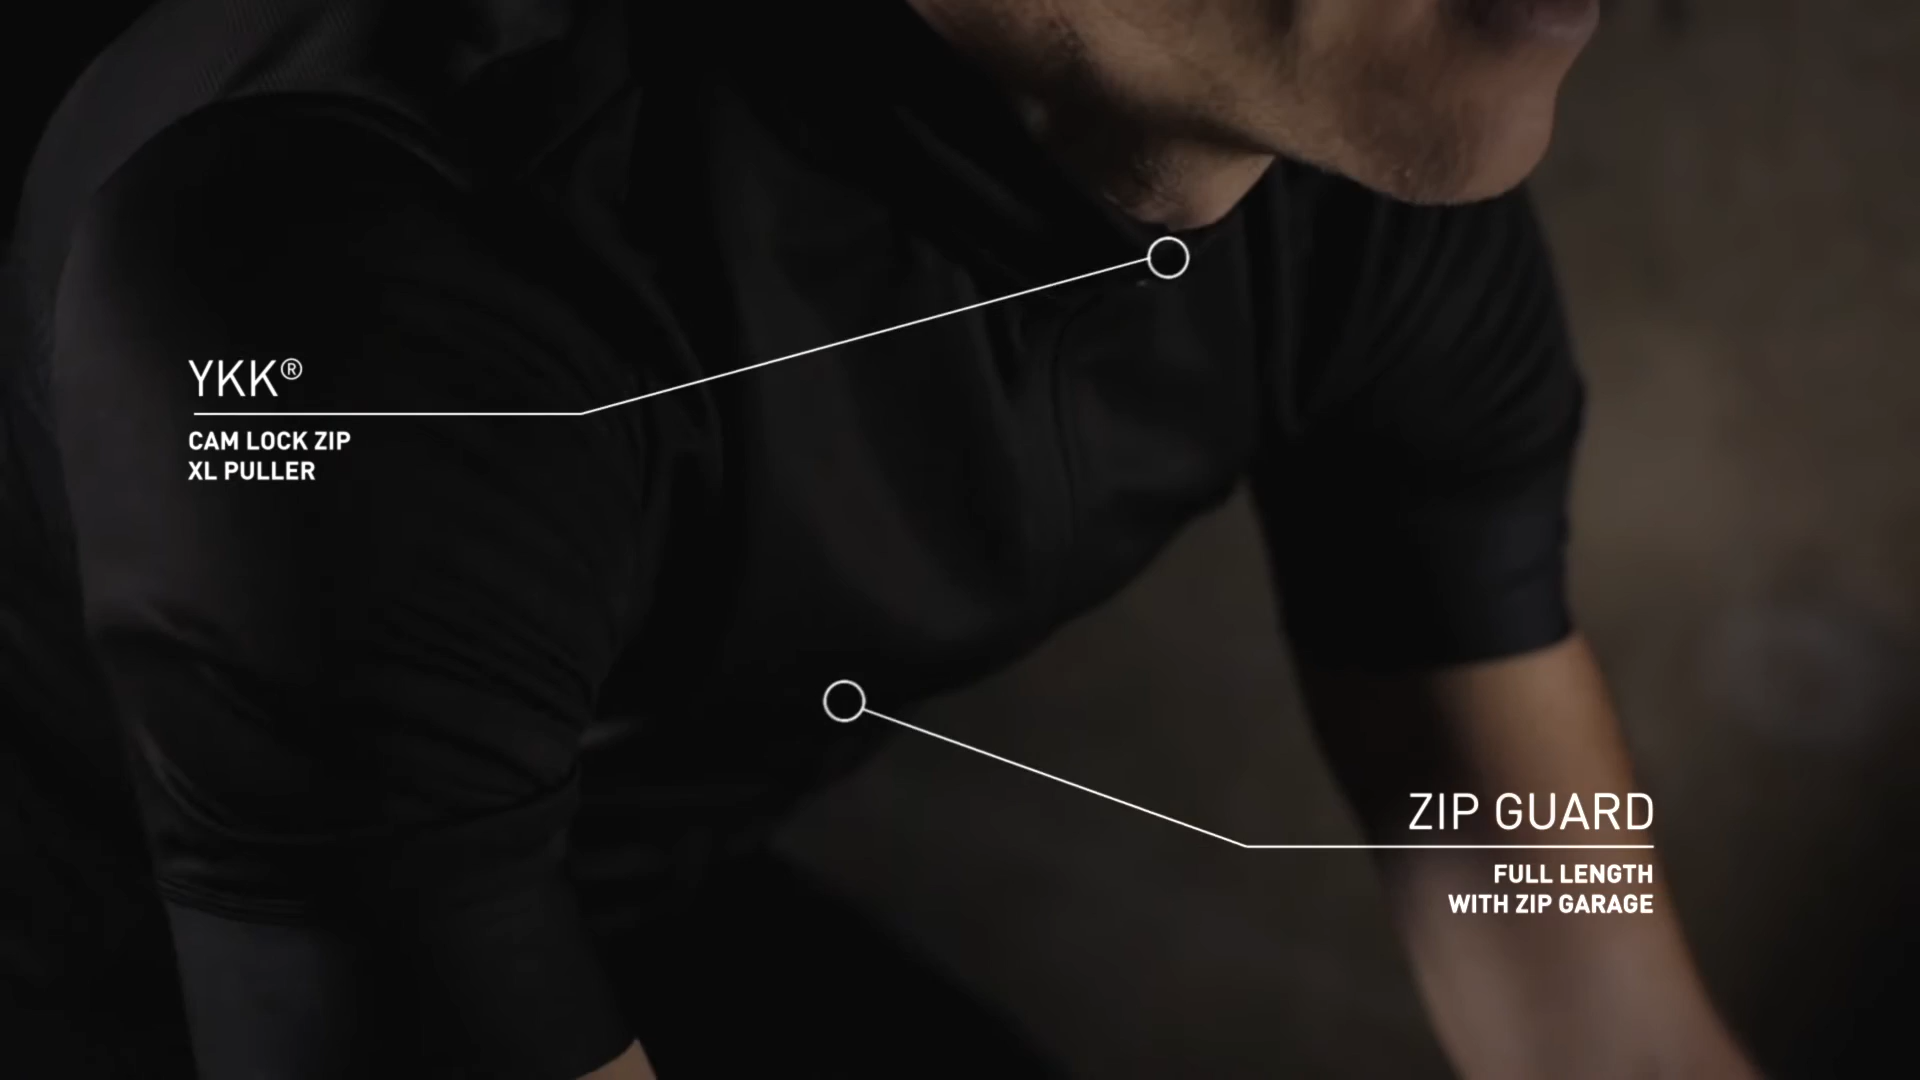 YKK®
CAM LOCK ZIP
XL PULLER
ZIP GUARD
FULL LENGTH
WITH ZIP GARAGE